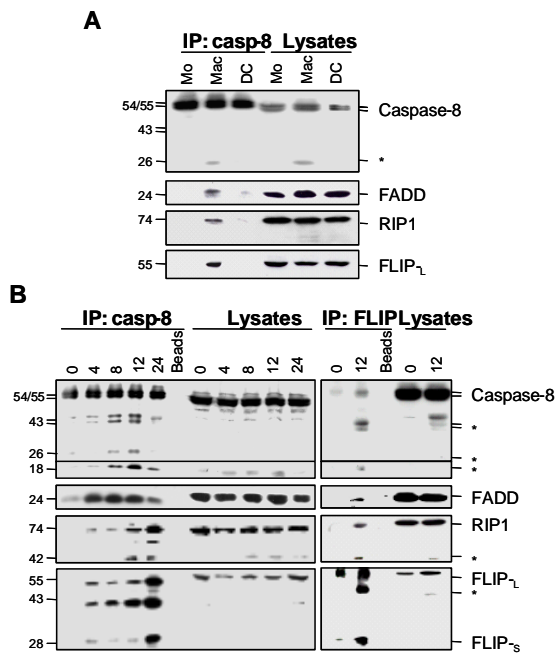 A
IP: casp-8 Lysates
Mo Mac DC Mo Mac DC
54/55 Caspase-8
43
26 *
24 FADD
74 RIP1
55 FLIP-L
B
IP: casp-8 Lysates IP: FLIP Lysates
0 4 8 12 24 Beads 0 4 8 12 24 0 12 Beads 0 12
54/55 Caspase-8
43 *
26 *
18 *
24 FADD
74 RIP1
42 *
55 FLIP-L
43 *
28 FLIP-S